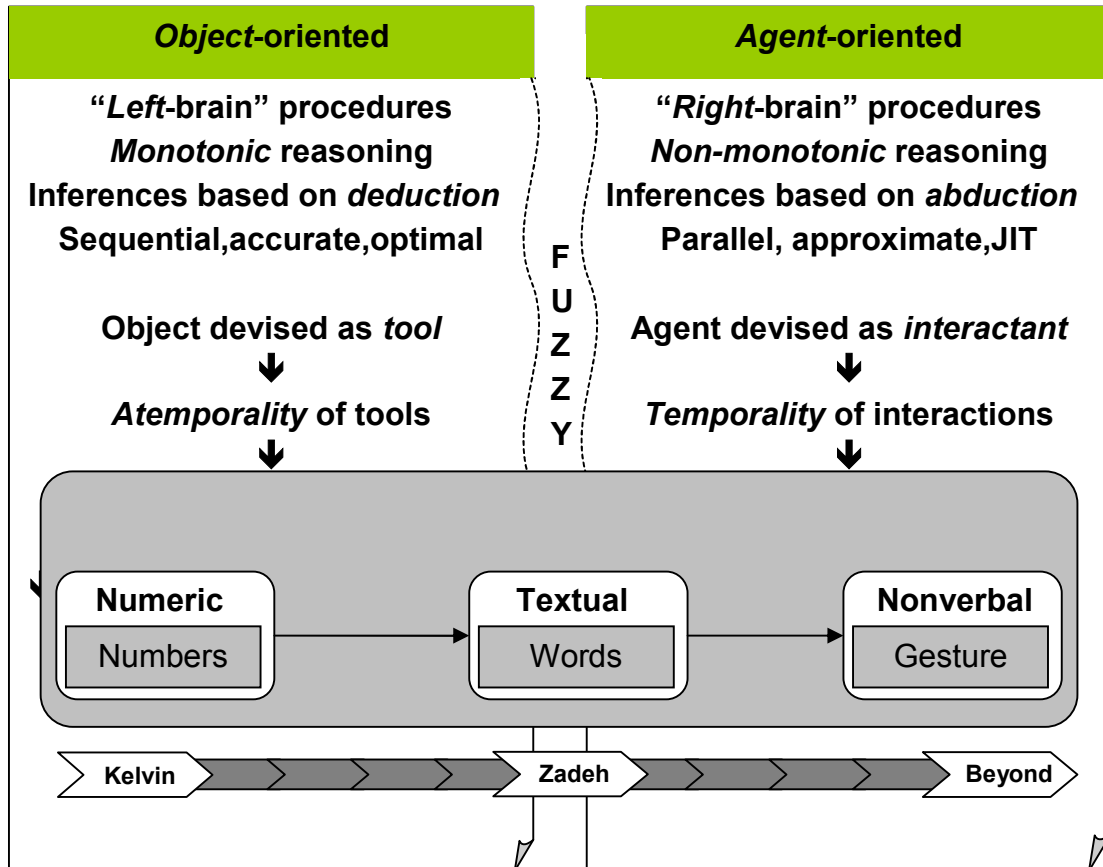 Object-oriented
"Left-brain" procedures
Monotonic reasoning
Inferences based on deduction
Sequential,accurate,optimal
Object devised as tool
Atemporality of tools
F
U
Z
Z
Y
Agent-oriented
"Right-brain" procedures
Non-monotonic reasoning
Inferences based on abduction
Parallel, approximate,JIT
Agent devised as interactant
Temporality of interactions
Numeric
Numbers
Textual
Words
Nonverbal
Gesture
Kelvin
Zadeh
Beyond